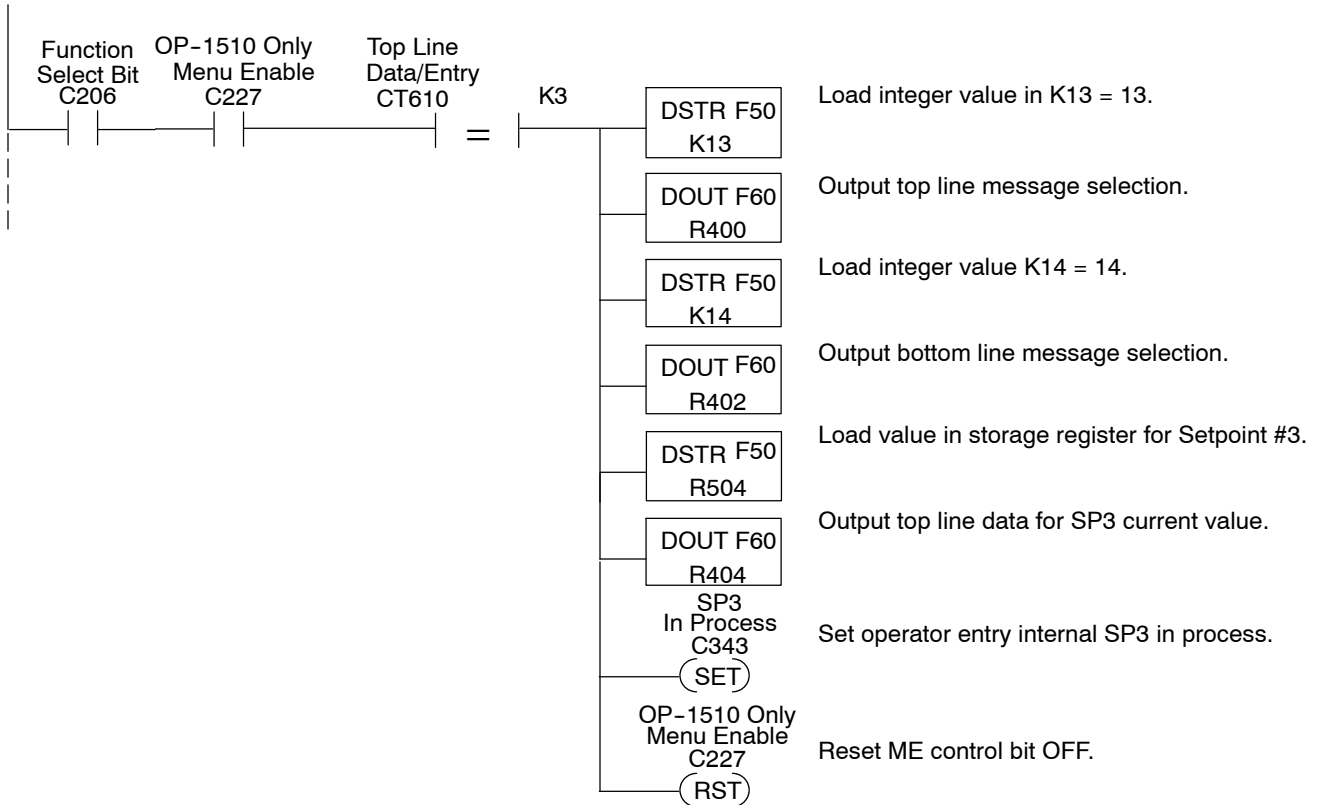 Function
Select Bit
C206
OP-1510 Only
Menu Enable
C227
Top Line
Data/Entry
CT610
=
K3
DSTR F50
K13
Load integer value in K13 = 13.
DOUT F60
R400
Output top line message selection.
DSTR F50
K14
Load integer value K14 = 14.
DOUT F60
R402
Output bottom line message selection.
DSTR F50
R504
Load value in storage register for Setpoint #3.
DOUT F60
R404
Output top line data for SP3 current value.
SP3
In Process
C343
SET
Set operator entry internal SP3 in process.
OP-1510 Only
Menu Enable
C227
RST
Reset ME control bit OFF.